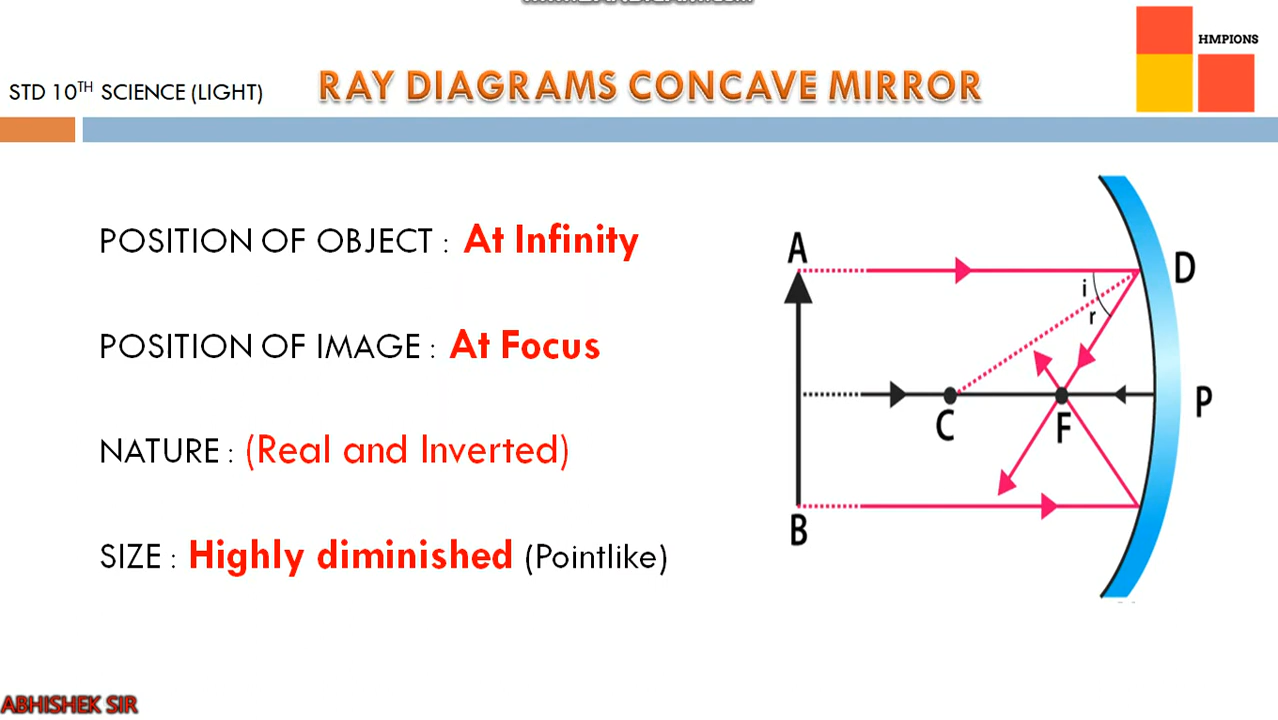 HMPIONS
STD 10TH SCIENCE (LIGHT)
RAY DIAGRAMS CONCAVE MIRROR
POSITION OF OBJECT : At Infinity
POSITION OF IMAGE : At Focus
NATURE : (Real and Inverted)
SIZE : Highly diminished (Pointlike)
A
D
i
r
C
F
P
B
ABHISHEK SIR